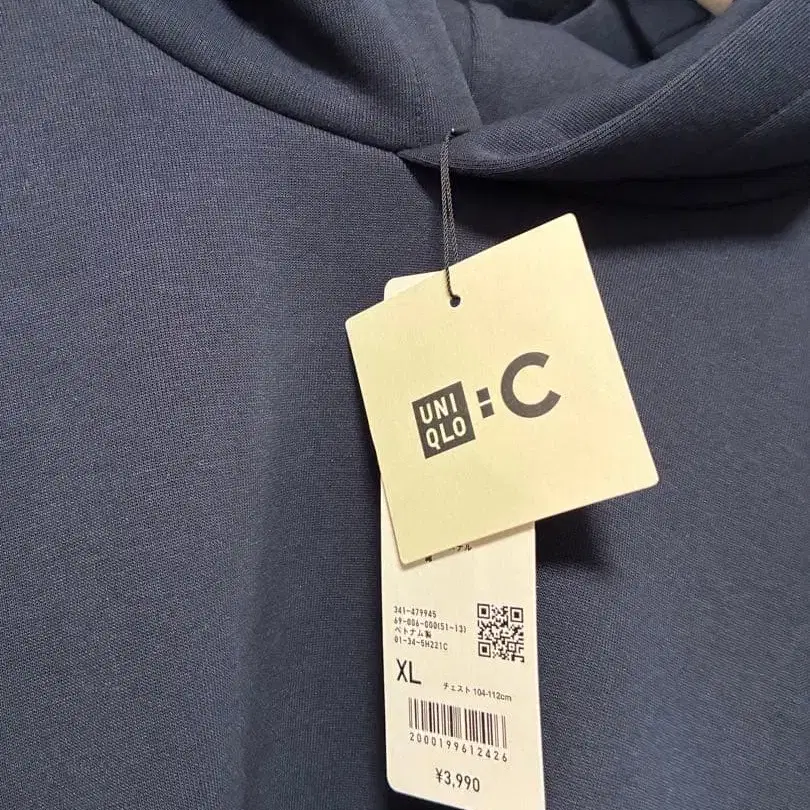 UNI
QLO
: C
341-479945
69-006-000(51-13)
ベトナム製
01-34-5H221C
XL
チェスト 104-112cm
2000199612426
¥3,990